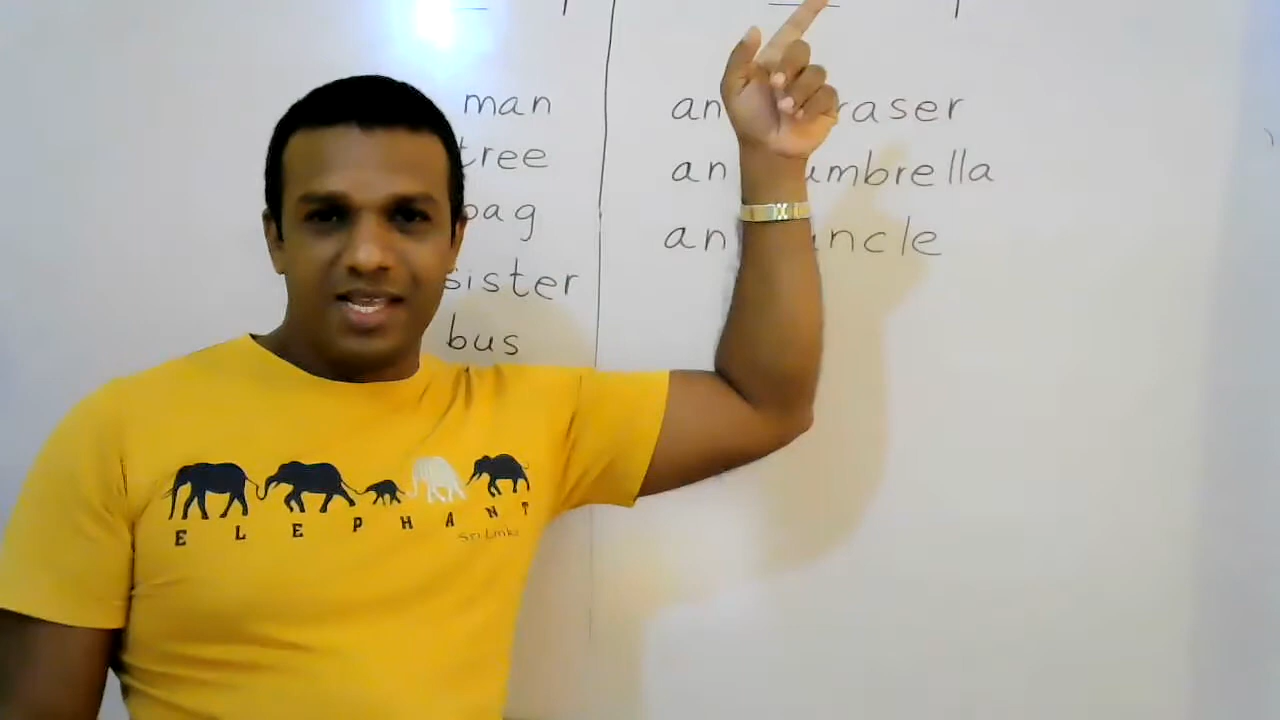 man
tree
bag
sister
bus
an eraser
an umbrella
an uncle
ELEPHANT
Sri Lanka